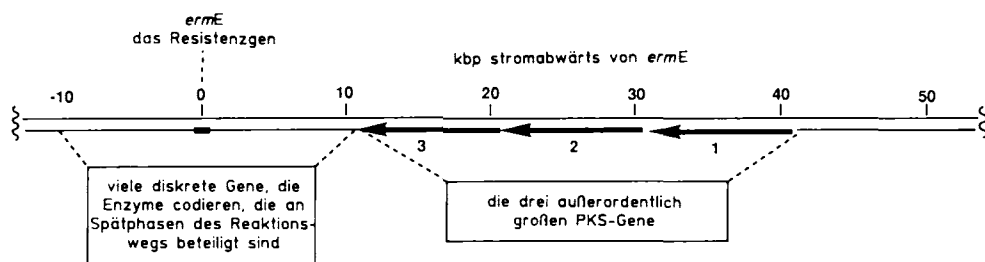 ermE
das Resistenzgen
kbp stromabwärts von ermE
-10 0 10 20 30 40 50
3 2 1
viele diskrete Gene, die
Enzyme codieren, die an
Spätphasen des Reaktions-
wegs beteiligt sind
die drei außerordentlich
großen PKS-Gene